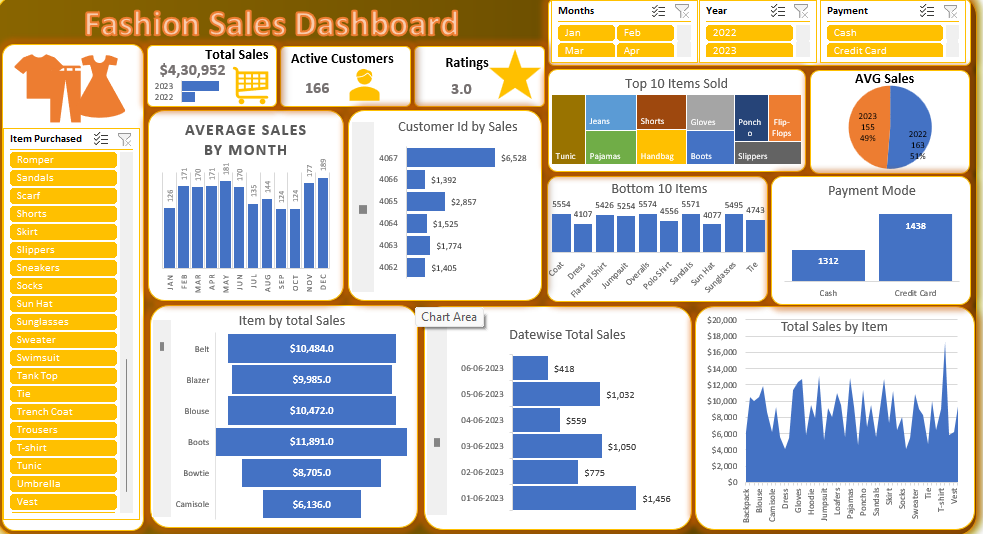 Fashion Sales Dashboard
Months
Jan
Feb
Mar
Apr
Year
2022
2023
Payment
Cash
Credit Card
Total Sales
$4,30,952
2023
2022
Active Customers
166
Ratings
3.0
Item Purchased
Romper
Sandals
Scarf
Shorts
Skirt
Slippers
Sneakers
Socks
Sun Hat
Sunglasses
Sweater
Swimsuit
Tank Top
Tie
Trench Coat
Trousers
T-shirt
Tunic
Umbrella
Vest
AVERAGE SALES
BY MONTH
126
171
170
171
181
170
135
144
124
124
177
189
JAN
FEB
MAR
APR
MAY
JUN
JUL
AUG
SEP
OCT
NOV
DEC
Customer Id by Sales
4067 $6,528
4066 $1,392
4065 $2,857
4064 $1,525
4063 $1,774
4062 $1,405
Top 10 Items Sold
Tunic
Jeans
Pajamas
Shorts
Handbag
Gloves
Boots
Ponch
o
Flip-
Flops
Slippers
AVG Sales
2023
155
49%
2022
163
51%
Bottom 10 Items
5554
4107
5426
5254
5574
4556
5571
4077
5495
4743
Coat
Dress
Flannel Shirt
Jumpsuit
Overalls
Polo Shirt
Sandals
Sun Hat
Sunglasses
Tie
Payment Mode
1312
1438
Cash
Credit Card
Item by total Sales
Belt $10,484.0
Blazer $9,985.0
Blouse $10,472.0
Boots $11,891.0
Bowtie $8,705.0
Camisole $6,136.0
Chart Area
Datewise Total Sales
06-06-2023 $418
05-06-2023 $1,032
04-06-2023 $559
03-06-2023 $1,050
02-06-2023 $775
01-06-2023 $1,456
Total Sales by Item
$20,000
$18,000
$16,000
$14,000
$12,000
$10,000
$8,000
$6,000
$4,000
$2,000
$0
Backpack
Blouse
Camisole
Dress
Gloves
Hoodie
Jumpsuit
Loafers
Pajamas
Poncho
Sandals
Skirt
Socks
Sweater
Tie
T-shirt
Vest